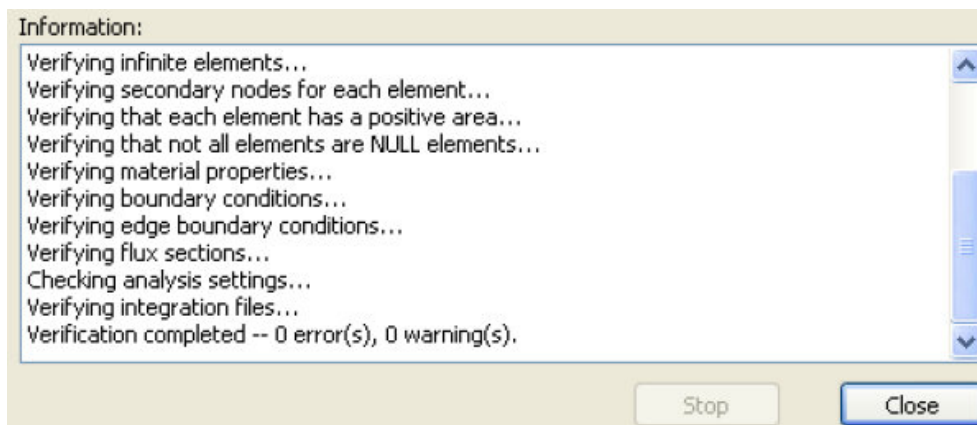 Information:
Verifying infinite elements...
Verifying secondary nodes for each element...
Verifying that each element has a positive area...
Verifying that not all elements are NULL elements...
Verifying material properties...
Verifying boundary conditions...
Verifying edge boundary conditions...
Verifying flux sections...
Checking analysis settings...
Verifying integration files...
Verification completed -- 0 error(s), 0 warning(s).
Stop
Close